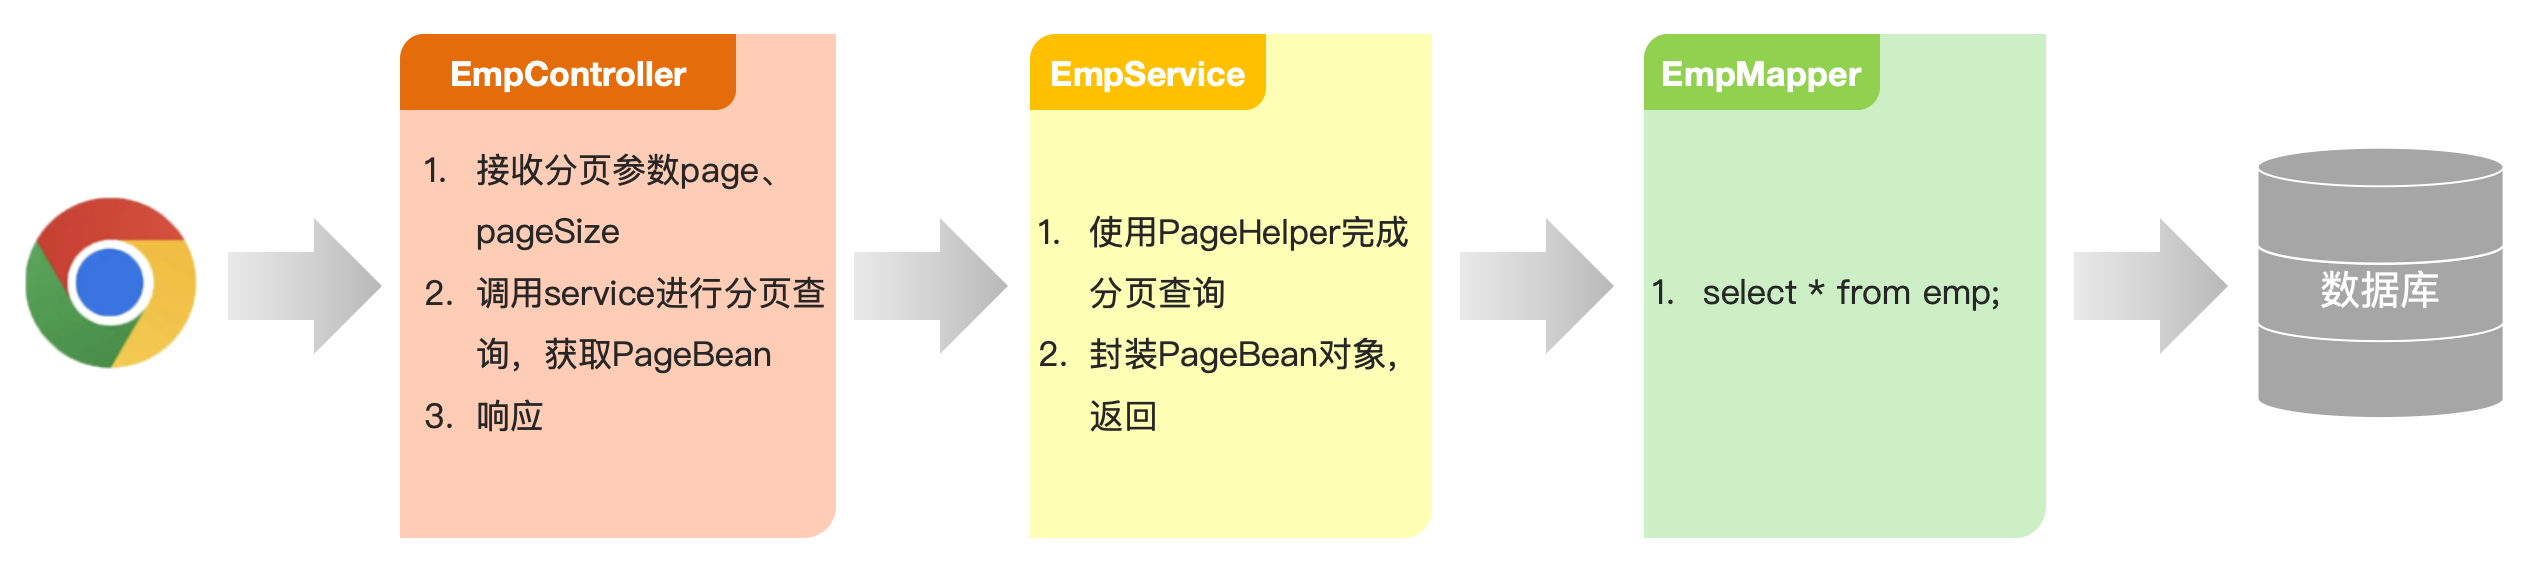 EmpController
1. 接收分页参数page、
pageSize
2. 调用service进行分页查
询，获取PageBean
3. 响应
EmpService
1. 使用PageHelper完成
分页查询
2. 封装PageBean对象，
返回
EmpMapper
1. select * from emp;
数据库